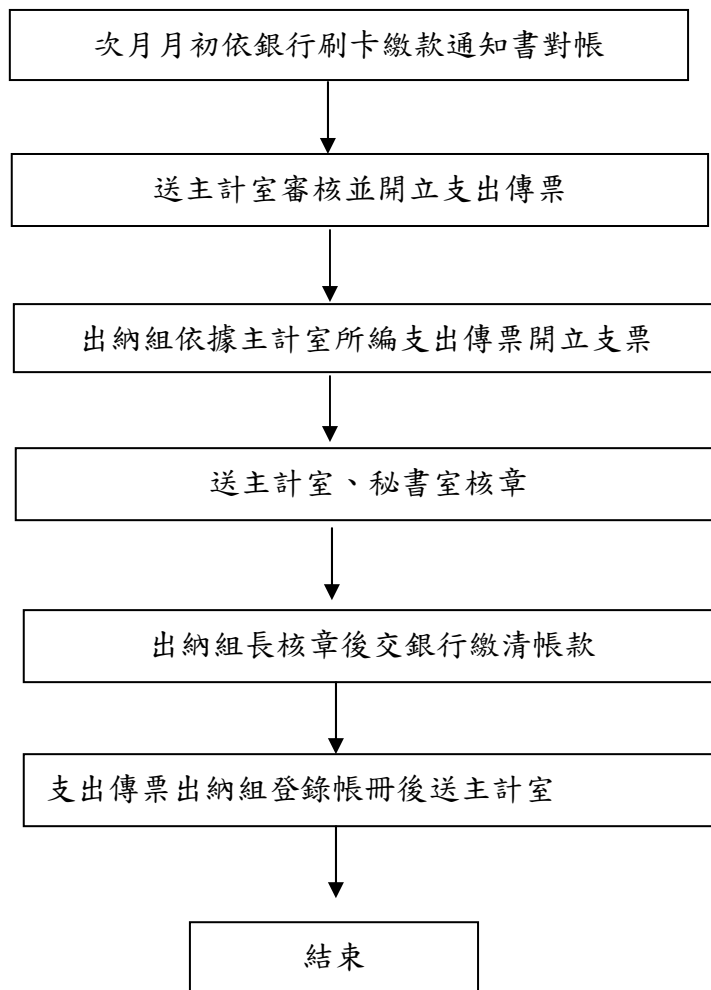 次月月初依銀行刷卡繳款通知書對帳
送主計室審核並開立支出傳票
出納組依據主計室所編支出傳票開立支票
送主計室、秘書室核章
出納組長核章後交銀行繳清帳款
支出傳票出納組登錄帳冊後送主計室
結束